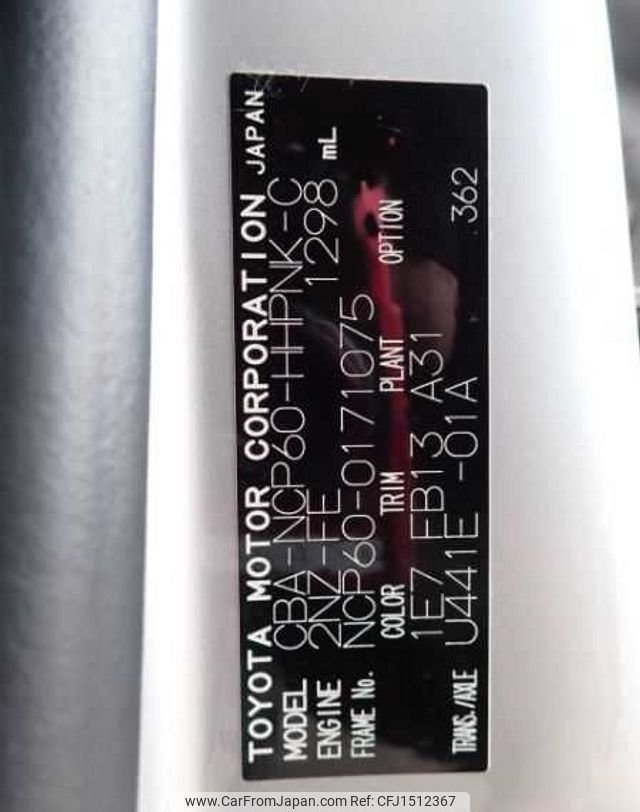 TOYOTA MOTOR CORPORATION JAPAN
MODEL CBA-NCP60-HHPNK-C
ENGINE 2NZ-FE 1298 mL
FRAME No. NCP60-0171075
COLOR TRIM PLANT OPTION
1E7 FB13 A31
TRANS./AXLE U441E -01A 362
www.CarFromJapan.com Ref: CFJ1512367